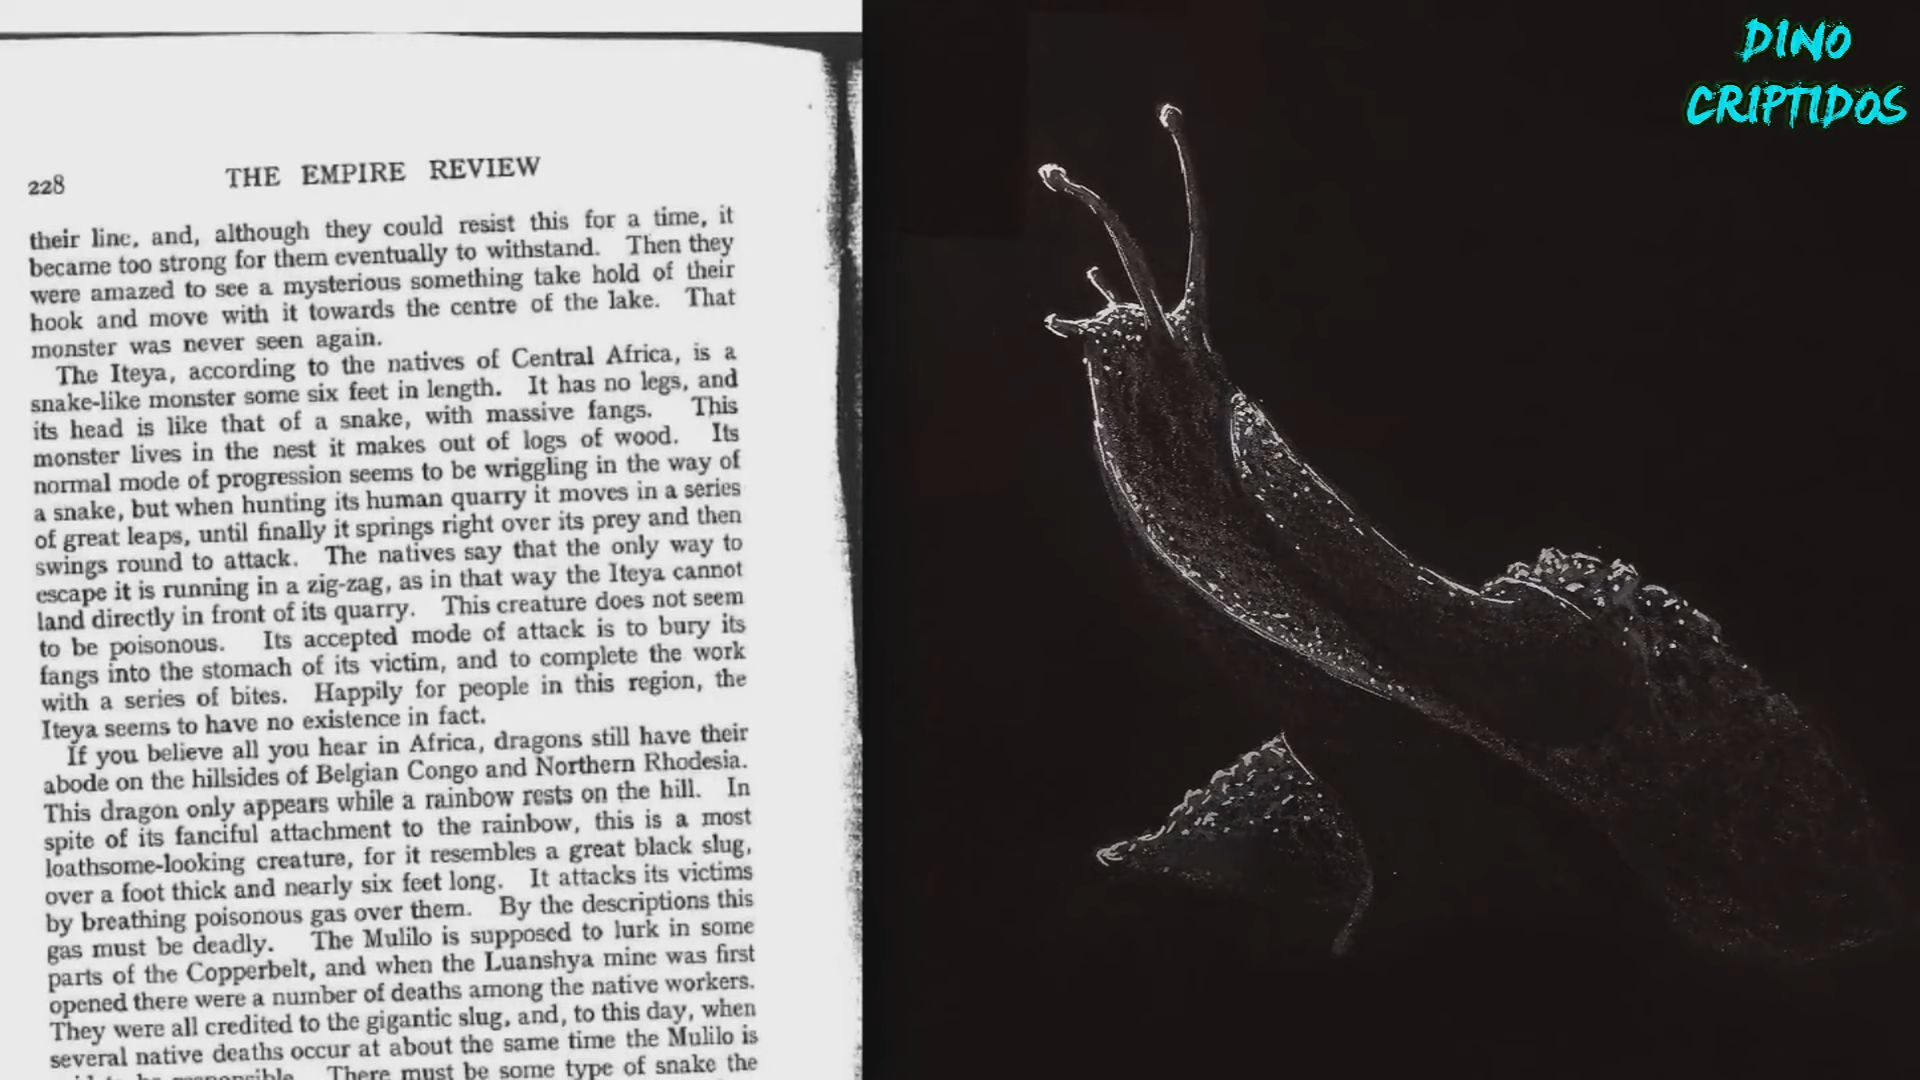 228
THE EMPIRE REVIEW
their line, and, although they could resist this for a time, it
became too strong for them eventually to withstand. Then they
were amazed to see a mysterious something take hold of their
hook and move with it towards the centre of the lake. That
monster was never seen again.
The Iteya, according to the natives of Central Africa, is a
snake-like monster some six feet in length. It has no legs, and
its head is like that of a snake, with massive fangs. This
monster lives in the nest it makes out of logs of wood. Its
normal mode of progression seems to be wriggling in the way of
a snake, but when hunting its human quarry it moves in a series
of great leaps, until finally it springs right over its prey and then
swings round to attack. The natives say that the only way to
escape it is running in a zig-zag, as in that way the Iteya cannot
land directly in front of its quarry. This creature does not seem
to be poisonous. Its accepted mode of attack is to bury its
fangs into the stomach of its victim, and to complete the work
with a series of bites. Happily for people in this region, the
Iteya seems to have no existence in fact.
If you believe all you hear in Africa, dragons still have their
abode on the hillsides of Belgian Congo and Northern Rhodesia.
This dragon only appears while a rainbow rests on the hill. In
spite of its fanciful attachment to the rainbow, this is a most
loathsome-looking creature, for it resembles a great black slug,
over a foot thick and nearly six feet long. It attacks its victims
by breathing poisonous gas over them. By the descriptions this
gas must be deadly. The Mulilo is supposed to lurk in some
parts of the Copperbelt, and when the Luanshya mine was first
opened there were a number of deaths among the native workers.
They were all credited to the gigantic slug, and, to this day, when
several native deaths occur at about the same time the Mulilo is
responsible. There must be some type of snake the
DINO
CRIPTIDOS